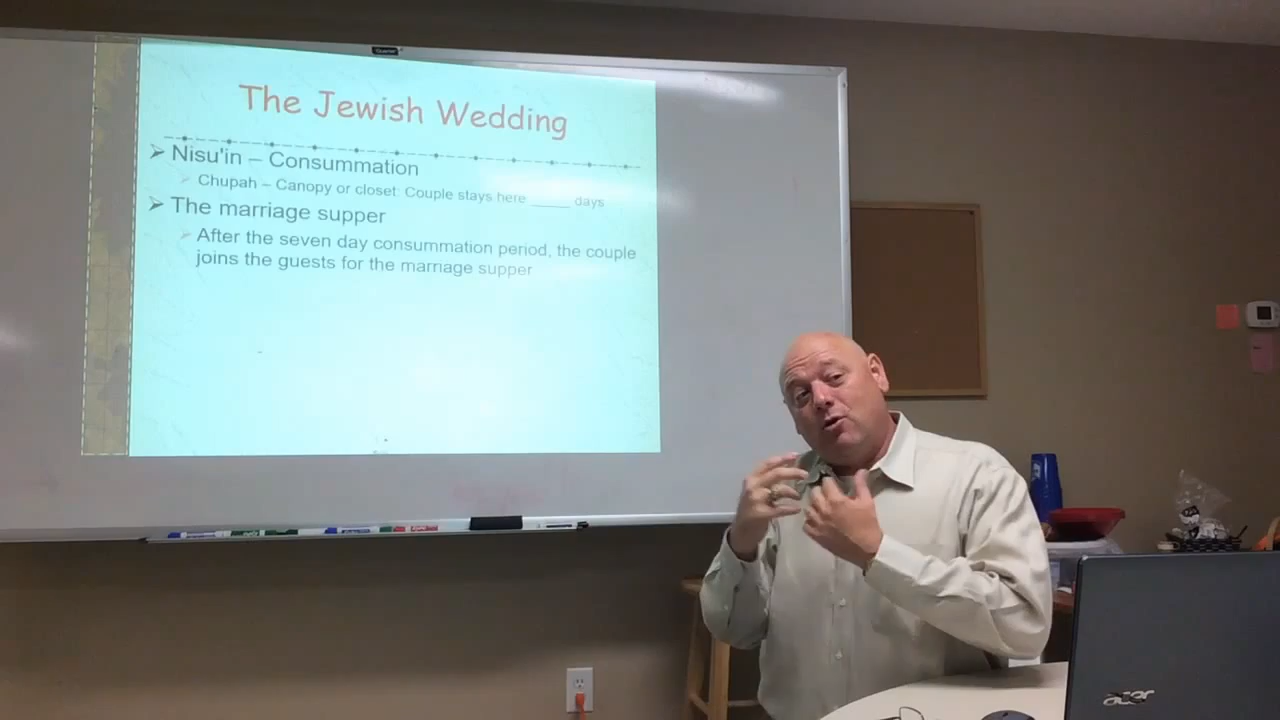 The Jewish Wedding
Nisu'in – Consummation
Chupah – Canopy or closet: Couple stays here _____ days
The marriage supper
After the seven day consummation period, the couple
joins the guests for the marriage supper
acer